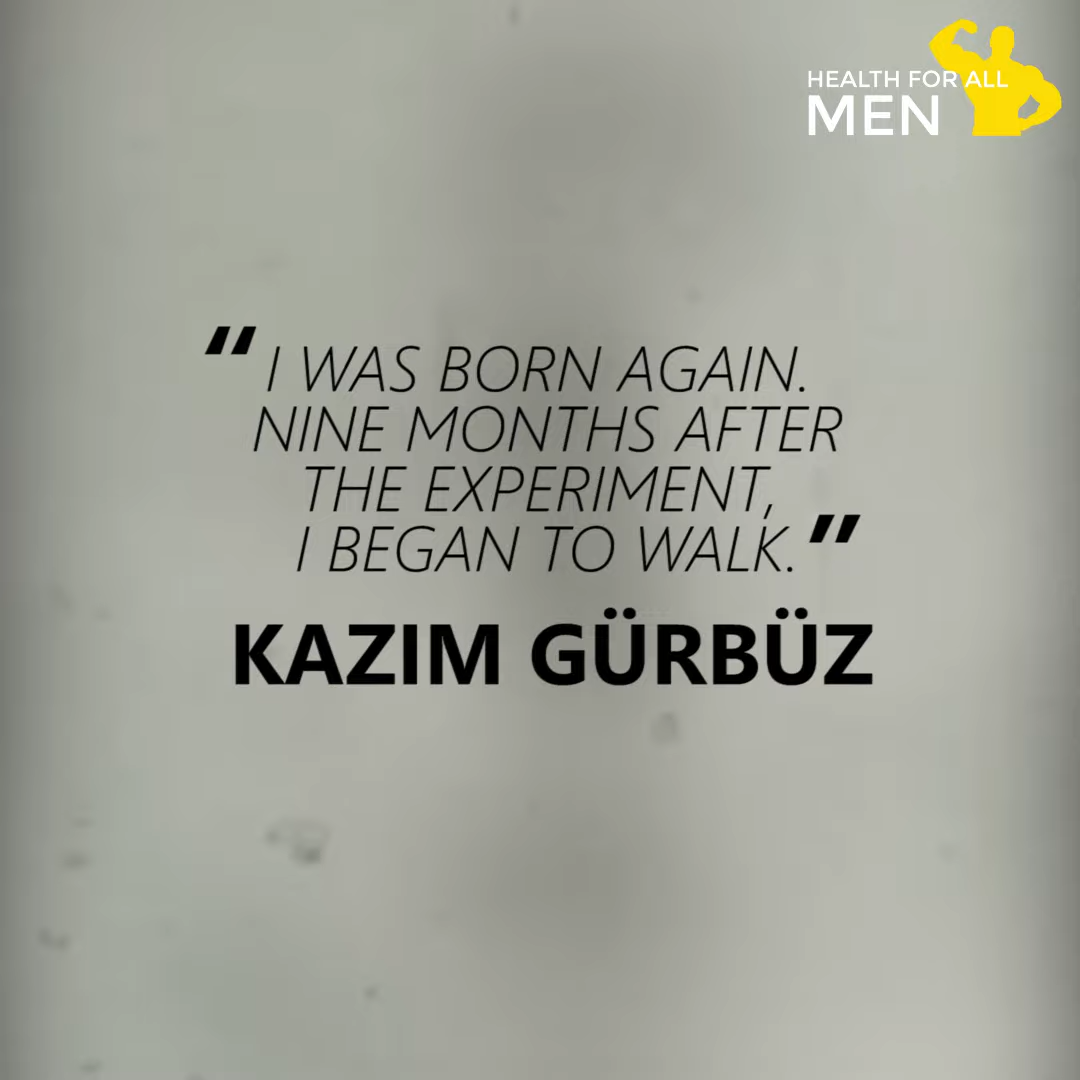 HEALTH FOR ALL
MEN
“I WAS BORN AGAIN.
NINE MONTHS AFTER
THE EXPERIMENT,
I BEGAN TO WALK.”
KAZIM GÜRBÜZ